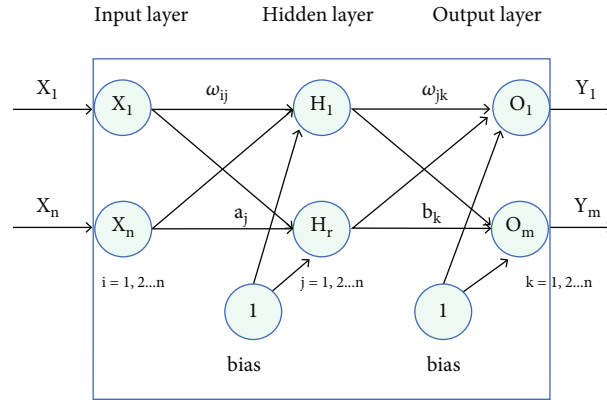 Input layer Hidden layer Output layer
X1 X1 ωij H1 ωjk O1 Y1
Xn Xn aj Hr bk Om Ym
i = 1, 2...n j = 1, 2...n k = 1, 2...n
1 1
bias bias